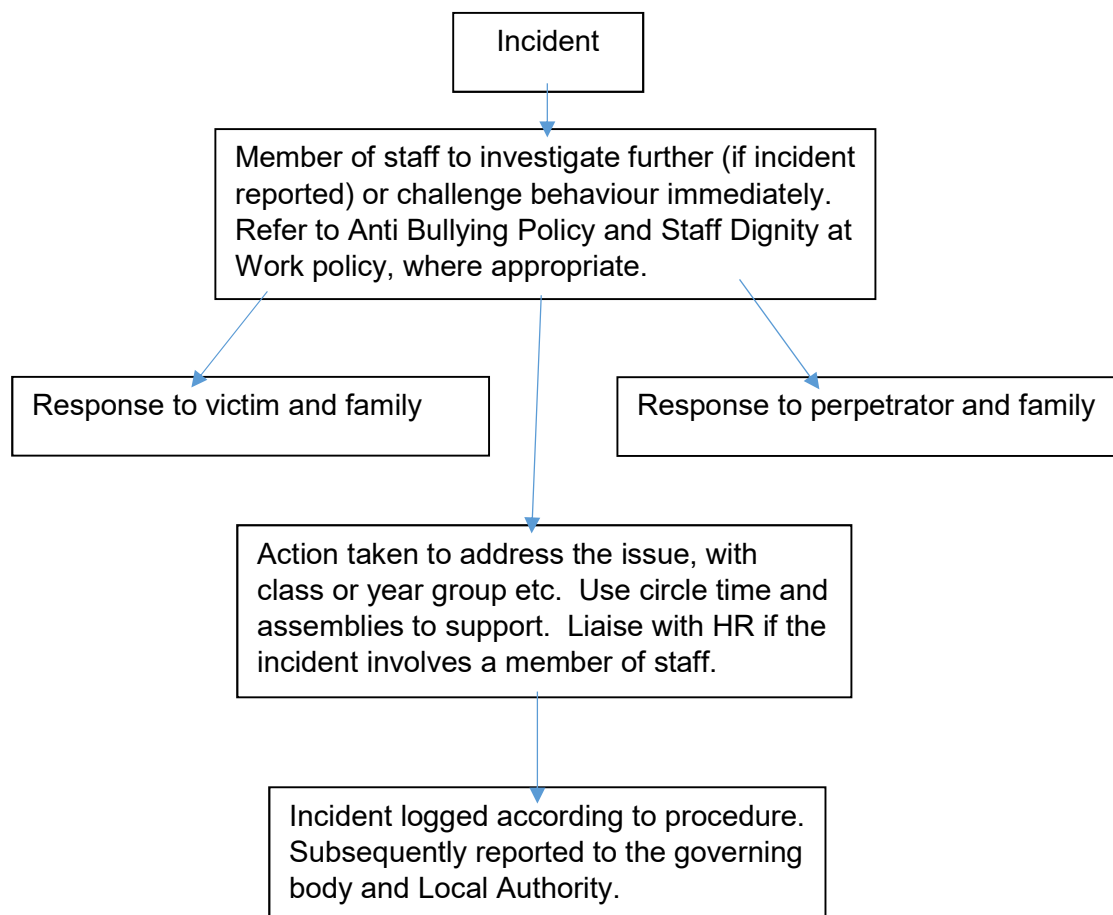 Incident
Member of staff to investigate further (if incident
reported) or challenge behaviour immediately.
Refer to Anti Bullying Policy and Staff Dignity at
Work policy, where appropriate.
Response to victim and family
Response to perpetrator and family
Action taken to address the issue, with
class or year group etc.  Use circle time and
assemblies to support.  Liaise with HR if the
incident involves a member of staff.
Incident logged according to procedure.
Subsequently reported to the governing
body and Local Authority.